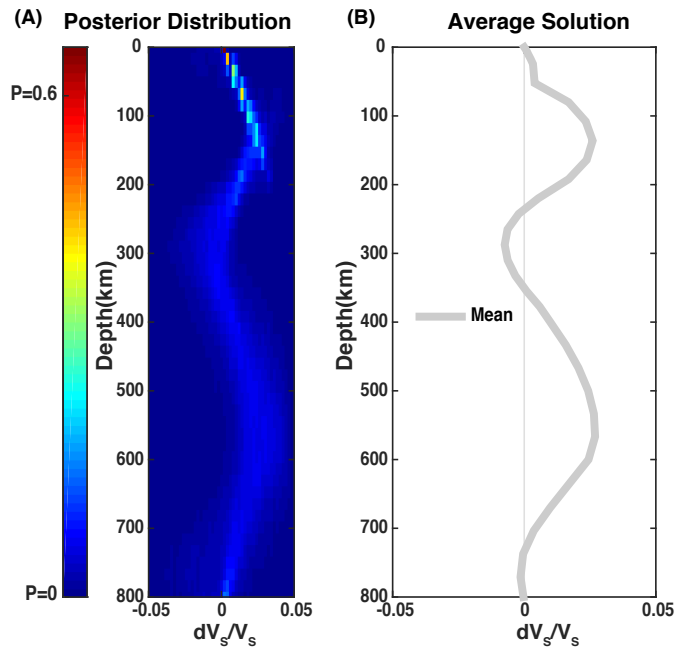 (A) Posterior Distribution
P=0.6
P=0
Depth(km)
0
100
200
300
400
500
600
700
800
-0.05 0 0.05
dVS/VS
(B) Average Solution
Depth(km)
0
100
200
300
400
500
600
700
800
Mean
-0.05 0 0.05
dVS/VS